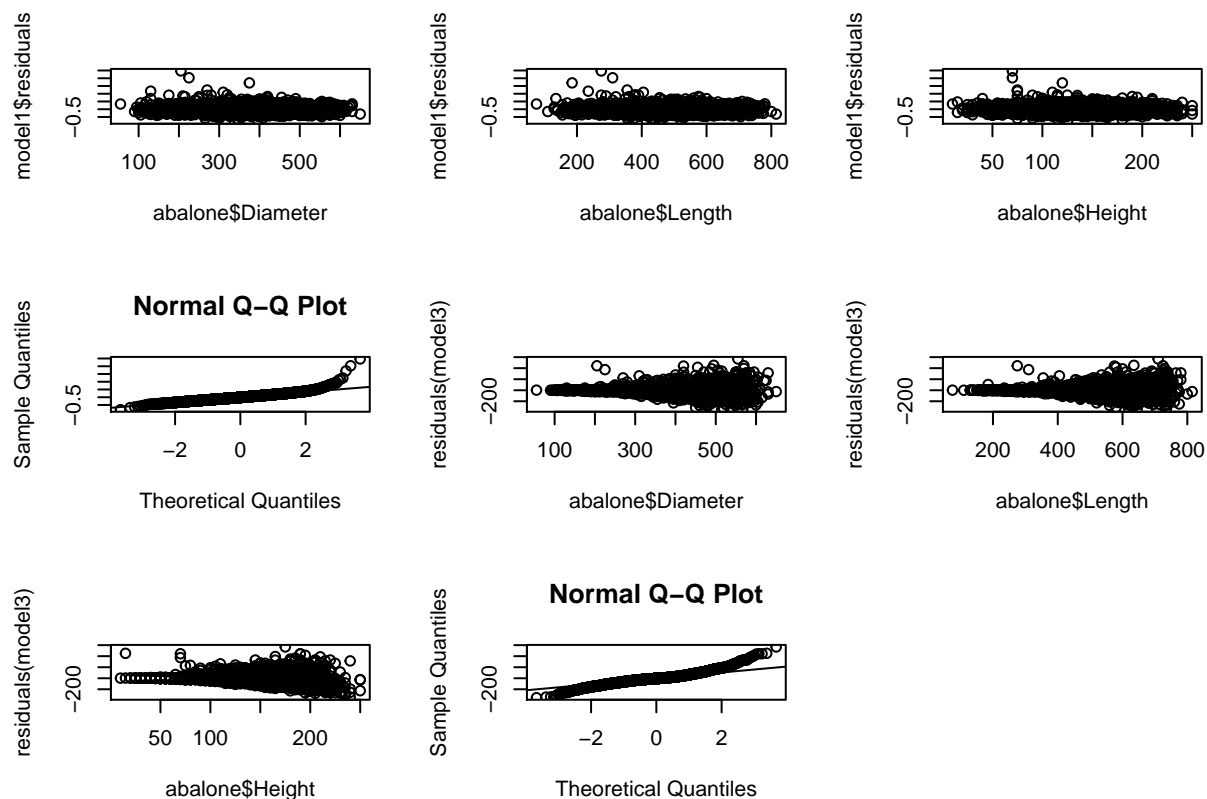 model1$residuals
−0.5
100 300 500
abalone$Diameter
model1$residuals
−0.5
200 400 600 800
abalone$Length
model1$residuals
−0.5
50 100 200
abalone$Height
Normal Q−Q Plot
Sample Quantiles
−0.5
−2 0 2
Theoretical Quantiles
residuals(model3)
−200
100 300 500
abalone$Diameter
residuals(model3)
−200
200 400 600 800
abalone$Length
residuals(model3)
−200
50 100 200
abalone$Height
Normal Q−Q Plot
Sample Quantiles
−200
−2 0 2
Theoretical Quantiles